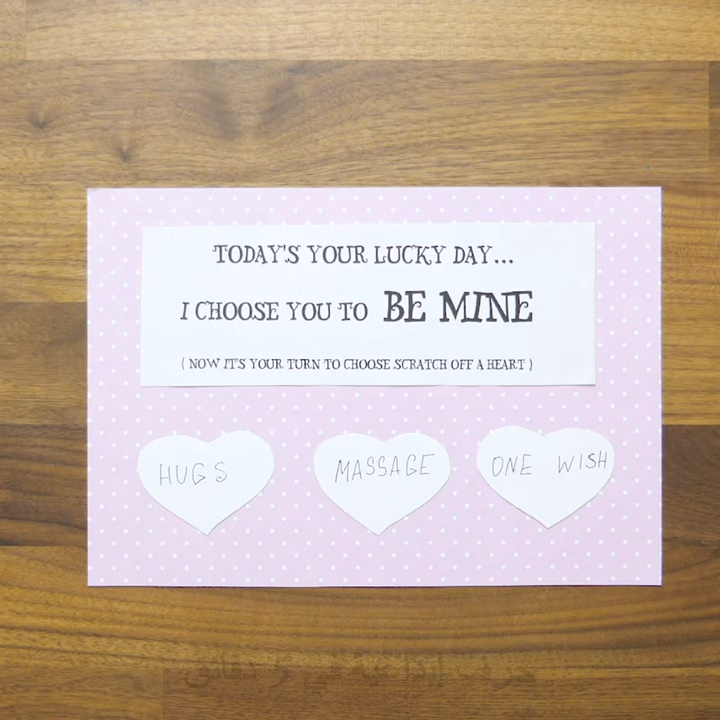 TODAY'S YOUR LUCKY DAY...
I CHOOSE YOU TO BE MINE
( NOW IT'S YOUR TURN TO CHOOSE SCRATCH OFF A HEART )
HUGS
MASSAGE
ONE WISH